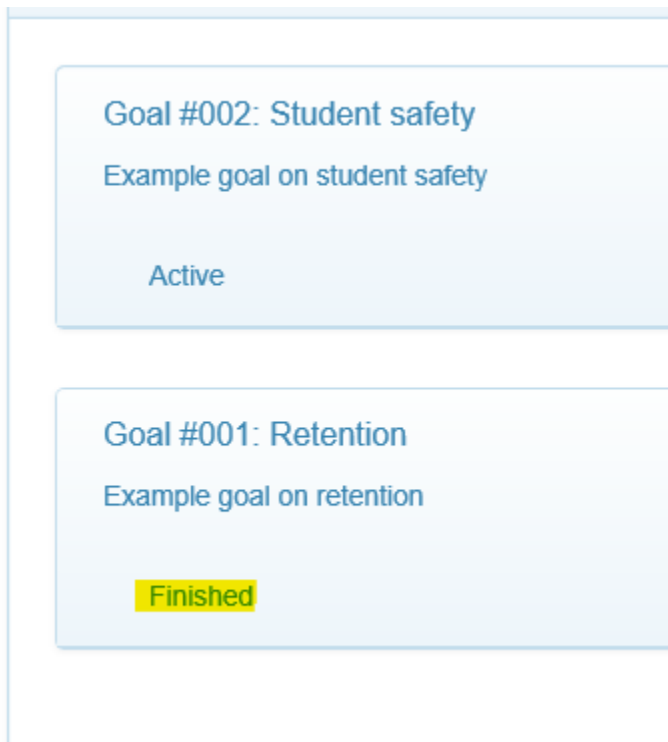 Goal #002: Student safety
Example goal on student safety
Active
Goal #001: Retention
Example goal on retention
Finished